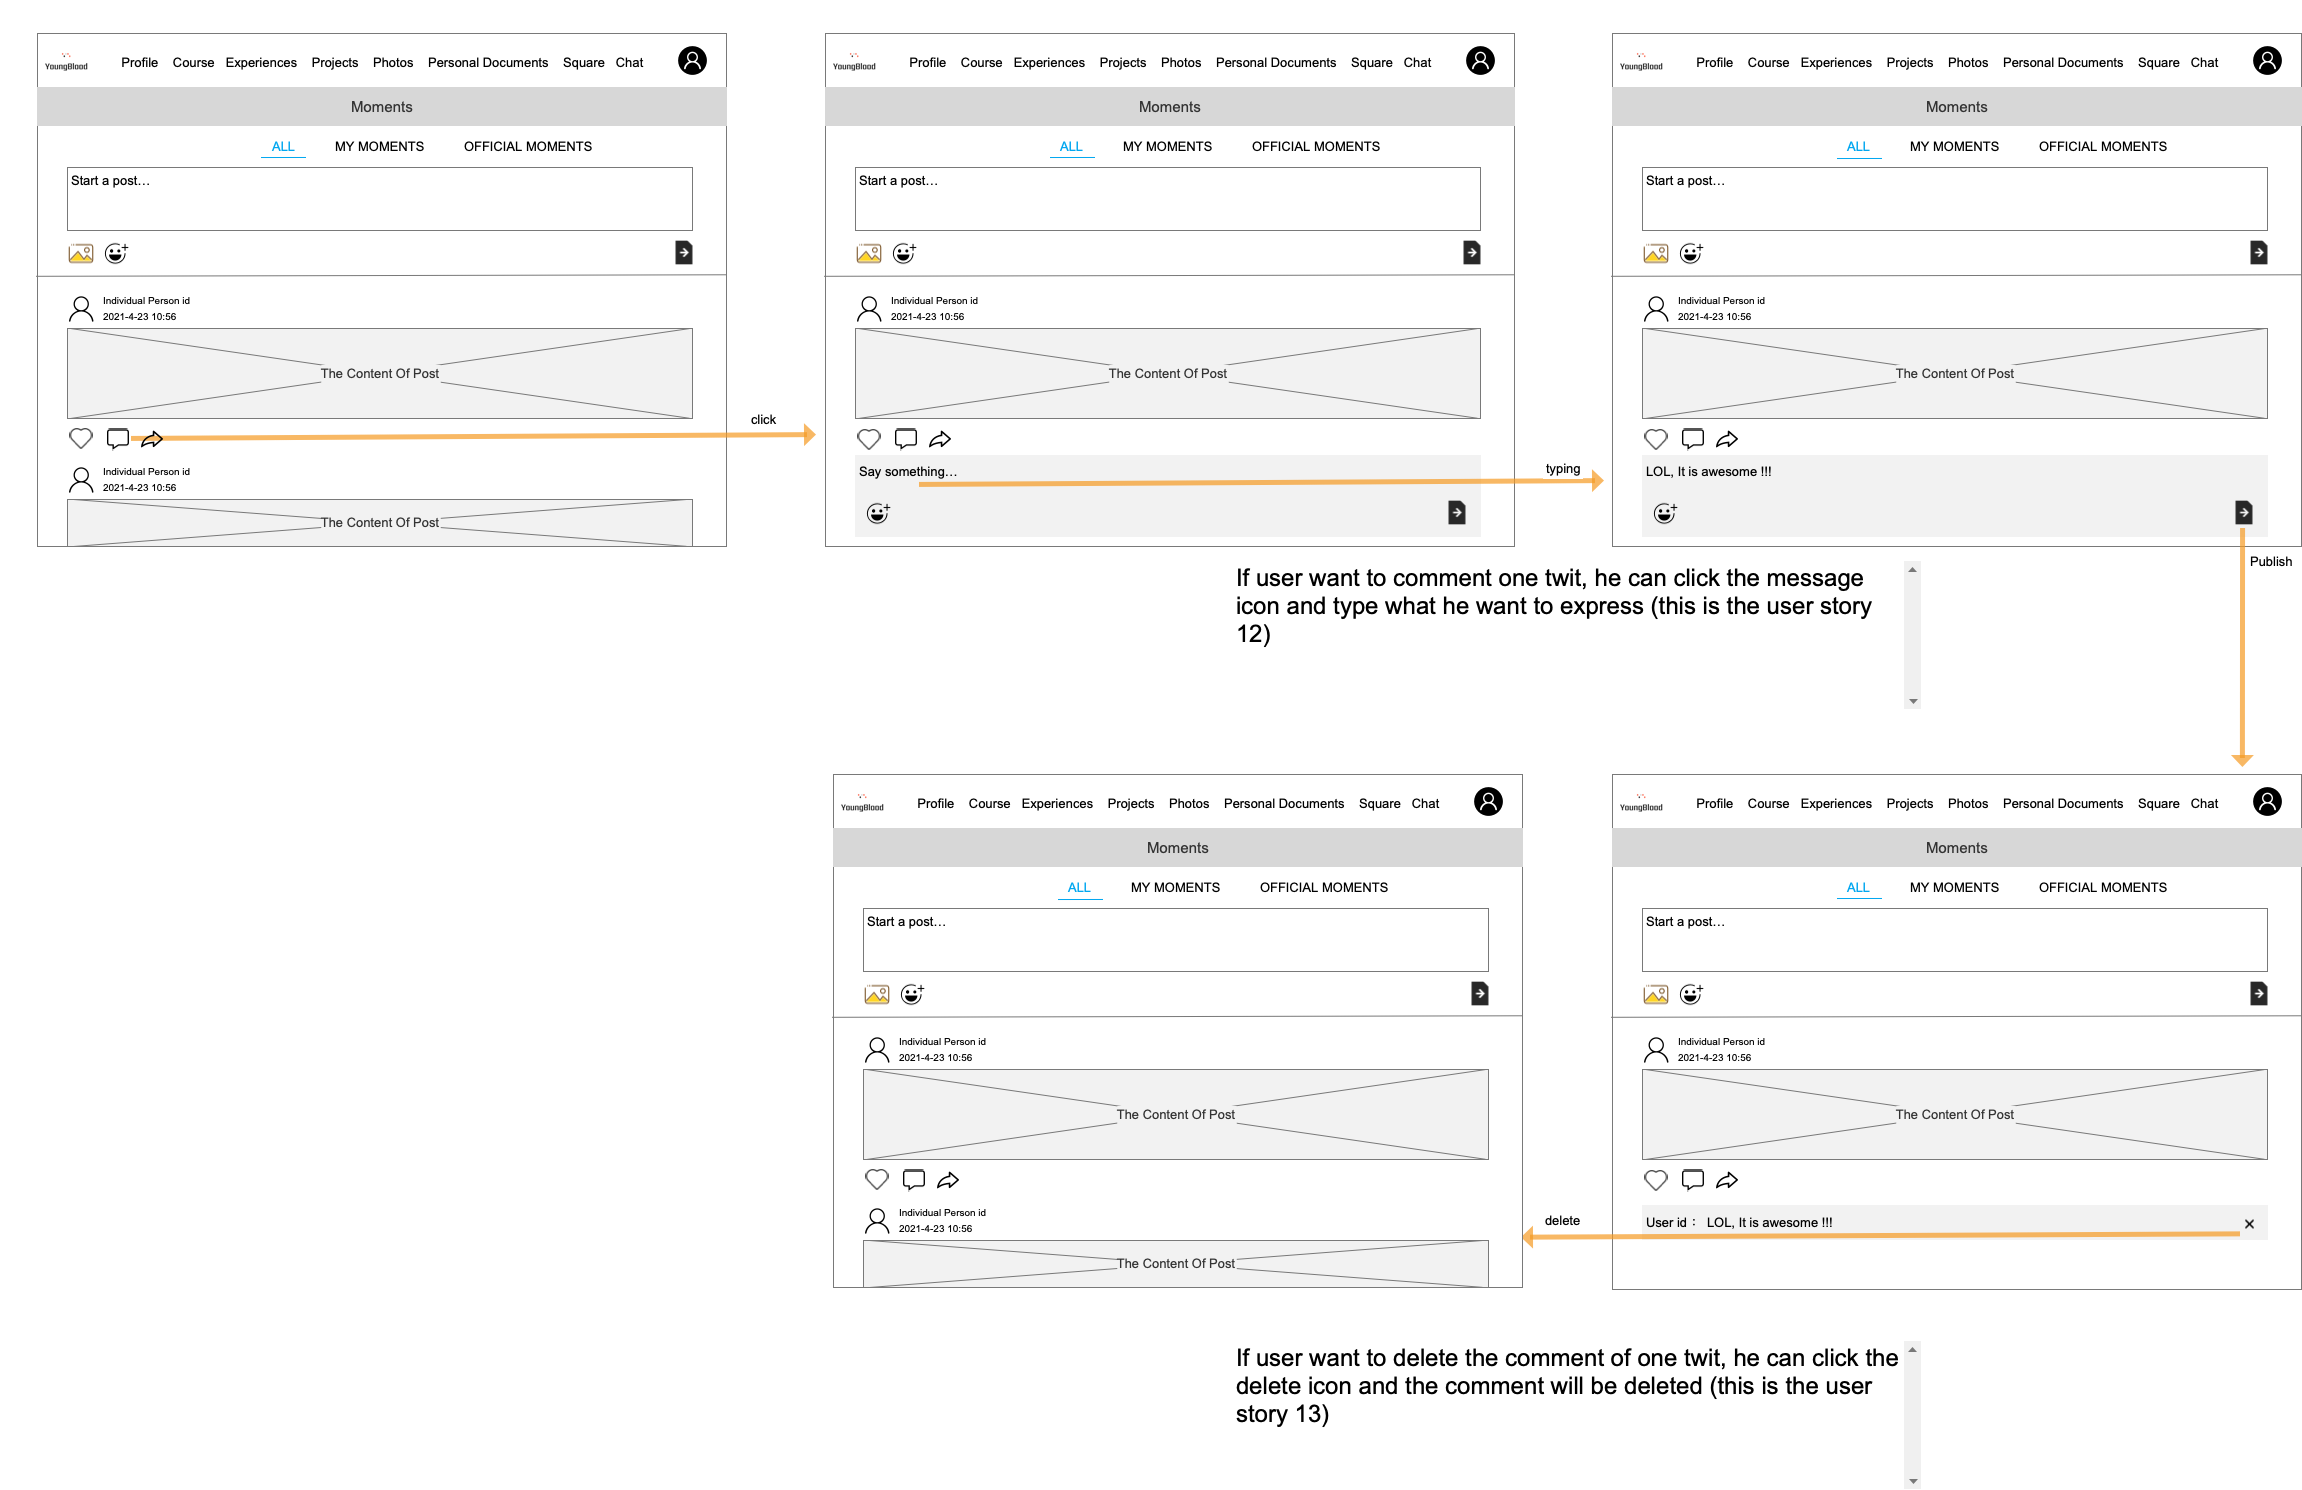 YoungBlood
Profile Course Experiences Projects Photos Personal Documents Square Chat
Moments
ALL MY MOMENTS OFFICIAL MOMENTS
Start a post...
Individual Person id
2021-4-23 10:56
The Content Of Post
Individual Person id
2021-4-23 10:56
The Content Of Post
click
YoungBlood
Profile Course Experiences Projects Photos Personal Documents Square Chat
Moments
ALL MY MOMENTS OFFICIAL MOMENTS
Start a post...
Individual Person id
2021-4-23 10:56
The Content Of Post
Say something...
typing
YoungBlood
Profile Course Experiences Projects Photos Personal Documents Square Chat
Moments
ALL MY MOMENTS OFFICIAL MOMENTS
Start a post...
Individual Person id
2021-4-23 10:56
The Content Of Post
LOL, It is awesome !!!
Publish
If user want to comment one twit, he can click the message
icon and type what he want to express (this is the user story
12)
YoungBlood
Profile Course Experiences Projects Photos Personal Documents Square Chat
Moments
ALL MY MOMENTS OFFICIAL MOMENTS
Start a post...
Individual Person id
2021-4-23 10:56
The Content Of Post
Individual Person id
2021-4-23 10:56
The Content Of Post
delete
YoungBlood
Profile Course Experiences Projects Photos Personal Documents Square Chat
Moments
ALL MY MOMENTS OFFICIAL MOMENTS
Start a post...
Individual Person id
2021-4-23 10:56
The Content Of Post
User id： LOL, It is awesome !!!
If user want to delete the comment of one twit, he can click the
delete icon and the comment will be deleted (this is the user
story 13)